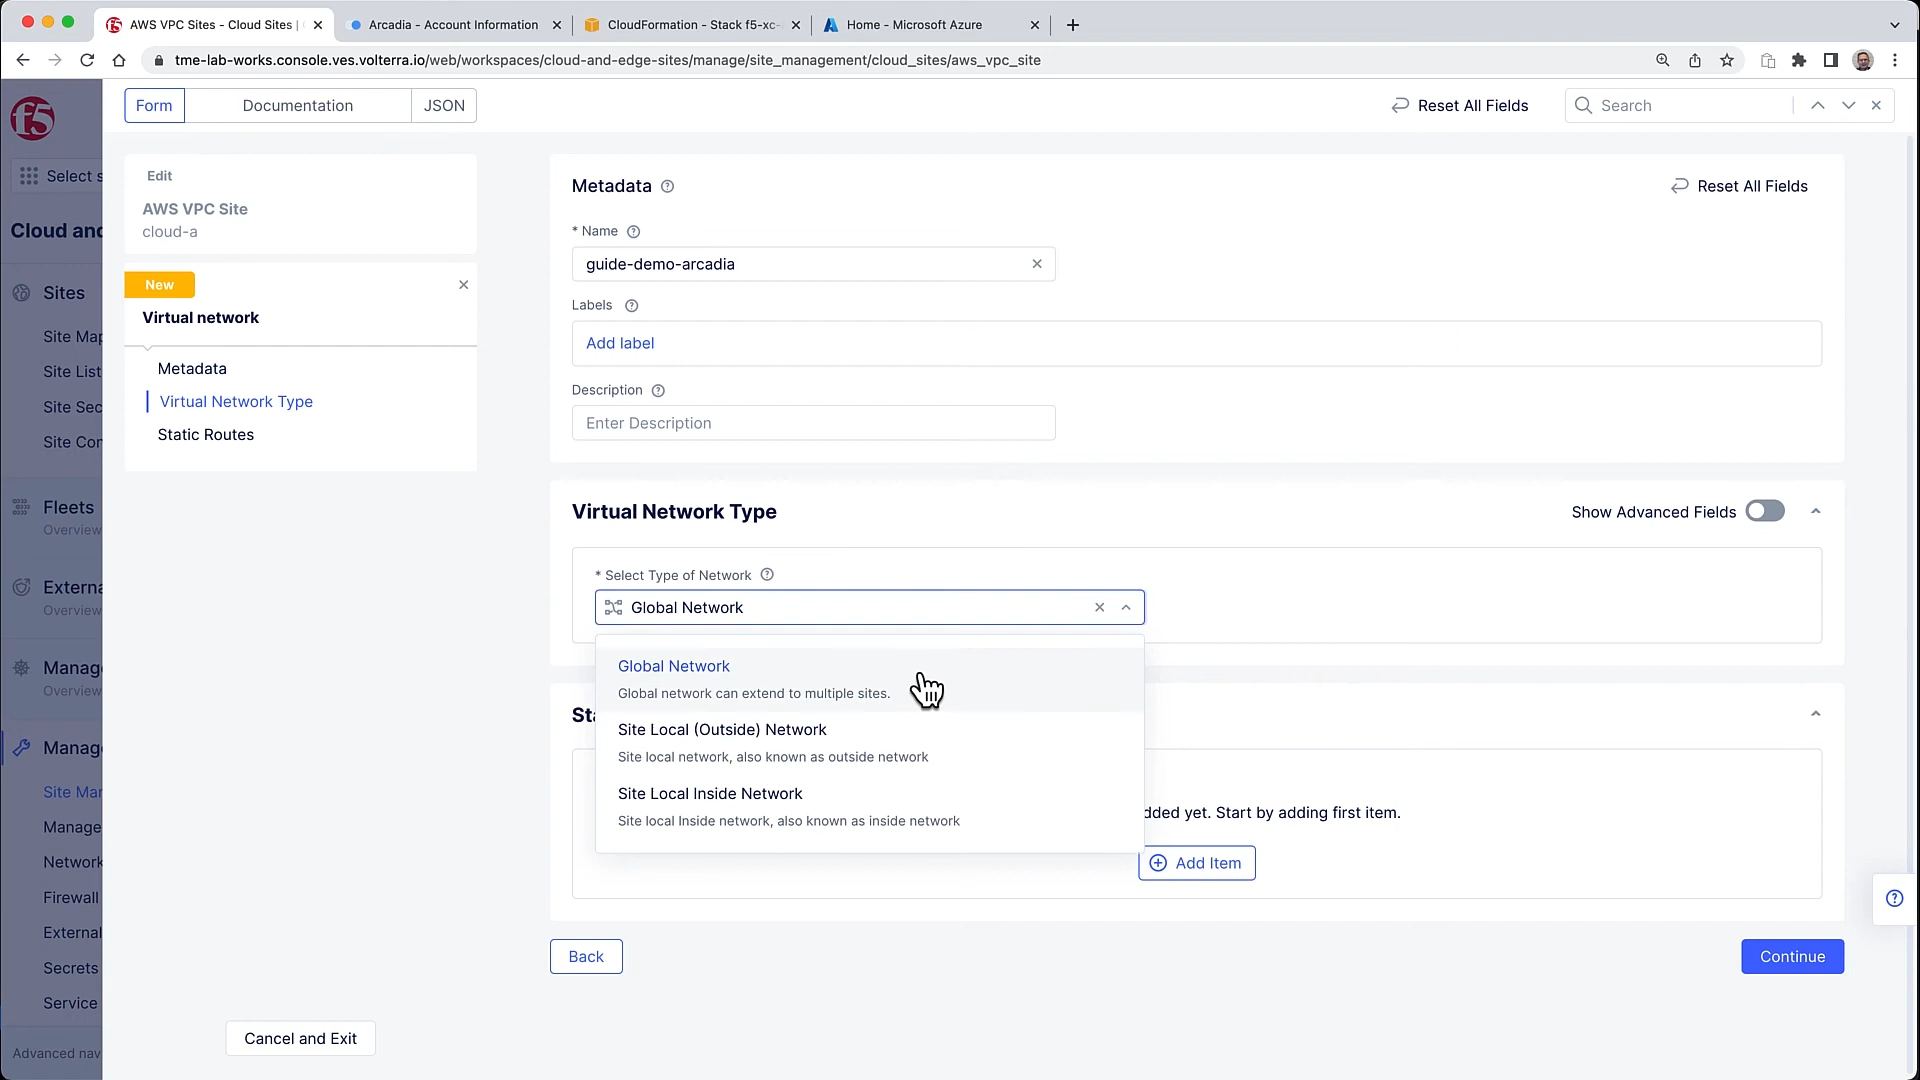 AWS VPC Sites - Cloud Sites |
Arcadia - Account Information
CloudFormation - Stack f5-xc-
Home - Microsoft Azure
tme-lab-works.console.ves.volterra.io/web/workspaces/cloud-and-edge-sites/manage/site_management/cloud_sites/aws_vpc_site
f5
Select s
Cloud and
Sites
Site Map
Site List
Site Sec
Site Con
Fleets
Overview
Externa
Overview
Manage
Overview
Manage
Site Man
Manage
Network
Firewall
External
Secrets
Service
Advanced nav
Form
Documentation
JSON
Reset All Fields
Search
Edit
AWS VPC Site
cloud-a
New
Virtual network
Metadata
Virtual Network Type
Static Routes
Cancel and Exit
Metadata
Reset All Fields
* Name
guide-demo-arcadia
Labels
Add label
Description
Enter Description
Virtual Network Type
Show Advanced Fields
* Select Type of Network
Global Network
Global Network
Global network can extend to multiple sites.
Site Local (Outside) Network
Site local network, also known as outside network
Site Local Inside Network
Site local Inside network, also known as inside network
Sta
dded yet. Start by adding first item.
Add Item
Back
Continue